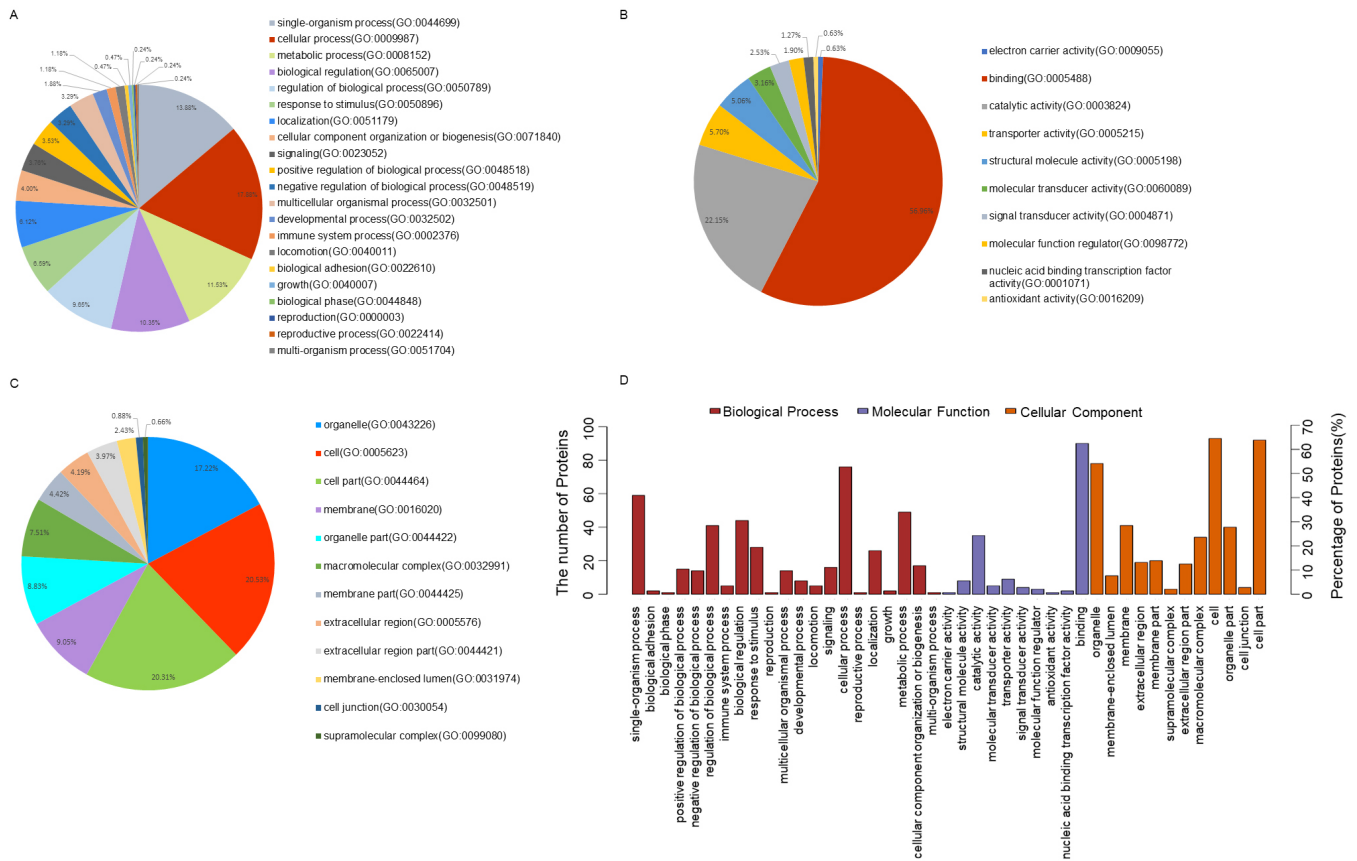 A
1.18%
0.47%
0.24%
0.24%
1.18%
0.47%
0.24%
1.88%
0.24%
3.29%
13.88%
3.53%
4.00%
6.12%
6.59%
9.65%
10.35%
11.53%
single-organism process(GO:0044699)
cellular process(GO:0009987)
metabolic process(GO:0008152)
biological regulation(GO:0065007)
regulation of biological process(GO:0050789)
response to stimulus(GO:0050896)
localization(GO:0051179)
cellular component organization or biogenesis(GO:0071840)
signaling(GO:0023052)
positive regulation of biological process(GO:0048518)
negative regulation of biological process(GO:0048519)
multicellular organismal process(GO:0032501)
developmental process(GO:0032502)
immune system process(GO:0002376)
locomotion(GO:0040011)
biological adhesion(GO:0022610)
growth(GO:0040007)
biological phase(GO:0044848)
reproduction(GO:0000003)
reproductive process(GO:0022414)
multi-organism process(GO:0051704)
B
1.27%
0.63%
2.53%
1.90%
0.63%
3.16%
5.06%
5.70%
22.15%
56.96%
electron carrier activity(GO:0009055)
binding(GO:0005488)
catalytic activity(GO:0003824)
transporter activity(GO:0005215)
structural molecule activity(GO:0005198)
molecular transducer activity(GO:0060089)
signal transducer activity(GO:0004871)
molecular function regulator(GO:0098772)
nucleic acid binding transcription factor
activity(GO:0001071)
antioxidant activity(GO:0016209)
C
0.88%
0.66%
2.43%
3.97%
4.19%
4.42%
7.51%
8.83%
9.05%
20.31%
20.53%
17.22%
organelle(GO:0043226)
cell(GO:0005623)
cell part(GO:0044464)
membrane(GO:0016020)
organelle part(GO:0044422)
macromolecular complex(GO:0032991)
membrane part(GO:0044425)
extracellular region(GO:0005576)
extracellular region part(GO:0044421)
membrane-enclosed lumen(GO:0031974)
cell junction(GO:0030054)
supramolecular complex(GO:0099080)
D
Biological Process
Molecular Function
Cellular Component
The number of Proteins
100
80
60
40
20
0
70
60
50
40
30
20
10
0
Percentage of Proteins(%)
single-organism process
biological adhesion
biological phase
positive regulation of biological process
negative regulation of biological process
regulation of biological process
immune system process
biological regulation
response to stimulus
reproduction
multicellular organismal process
developmental process
locomotion
signaling
cellular process
reproductive process
localization
growth
metabolic process
cellular component organization or biogenesis
multi-organism process
electron carrier activity
structural molecule activity
catalytic activity
molecular transducer activity
transporter activity
signal transducer activity
molecular function regulator
antioxidant activity
nucleic acid binding transcription factor activity
binding
organelle
membrane-enclosed lumen
membrane
extracellular region
membrane part
supramolecular complex
extracellular region part
macromolecular complex
cell
organelle part
cell junction
cell part